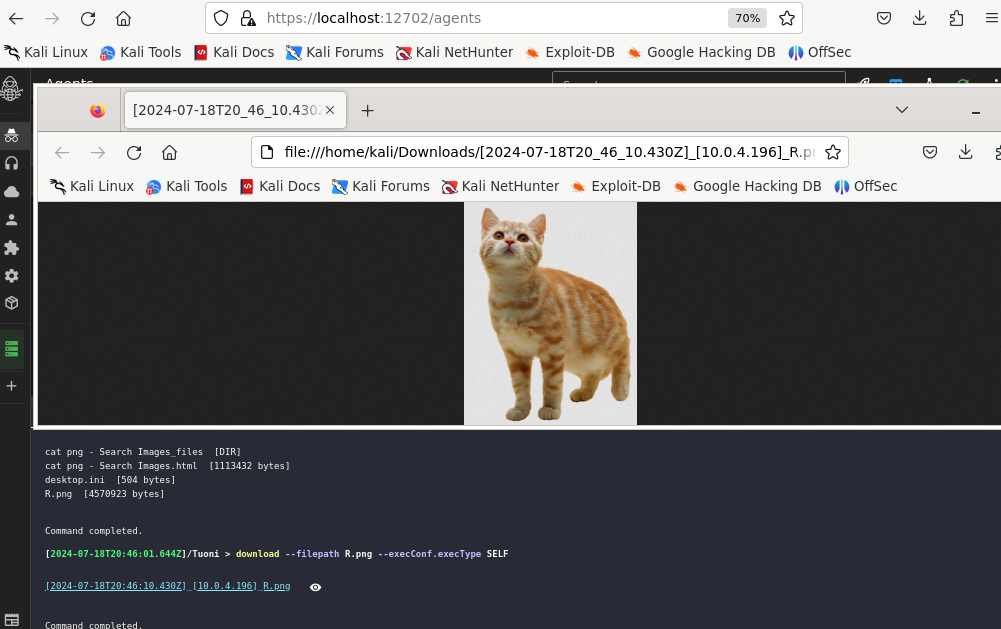 https://localhost:12702/agents
70%
Kali Linux Kali Tools Kali Docs Kali Forums Kali NetHunter Exploit-DB Google Hacking DB OffSec
Agents
[2024-07-18T20_46_10.430Z
file:///home/kali/Downloads/[2024-07-18T20_46_10.430Z]_[10.0.4.196]_R.pn
Kali Linux Kali Tools Kali Docs Kali Forums Kali NetHunter Exploit-DB Google Hacking DB OffSec
cat png - Search Images_files [DIR]
cat png - Search Images.html [1113432 bytes]
desktop.ini [504 bytes]
R.png [4570923 bytes]
Command completed.
[2024-07-18T20:46:01.644Z]/Tuoni > download --filepath R.png --execConf.execType SELF
[2024-07-18T20:46:10.430Z]_[10.0.4.196]_R.png
Command completed.